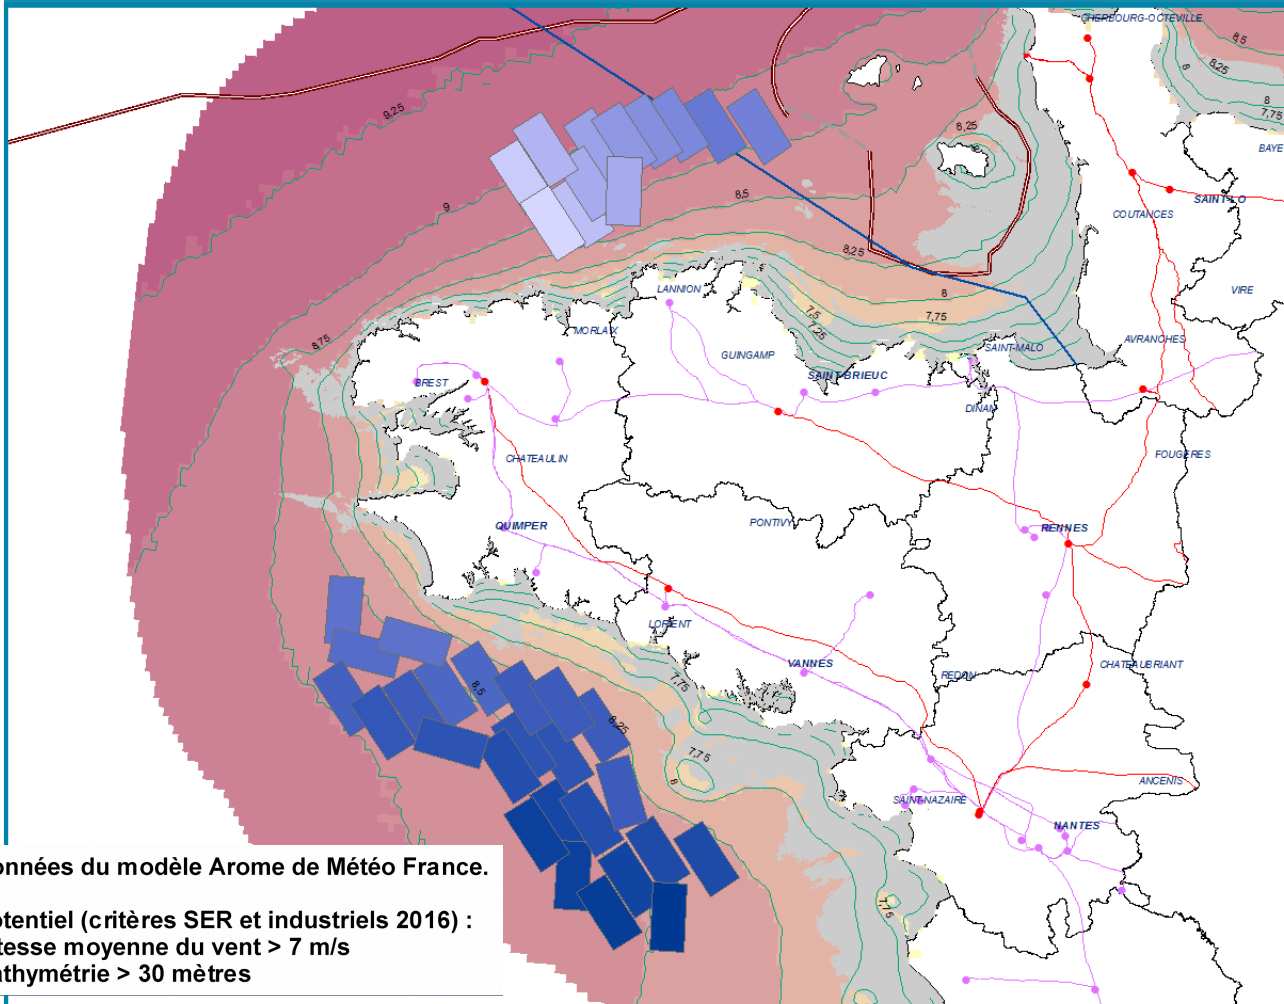 CHERBOURG-OCTEVILLE
8,5
8,25
8
8
7,75
9,25
8,25
BAYE
8,5
9
SAINT-LO
COUTANCES
8,25
LANNION
8
VIRE
7,5
7,25
7,75
MORLAIX
8,75
AVRANCHES
SAINT-MALO
GUINGAMP
SAINT-BRIEUC
BREST
DINAN
CHATEAULIN
FOUGERES
QUIMPER
PONTIVY
RENNES
LORIENT
VANNES
CHATEAUBRIANT
REDON
7,75
8,5
8,25
7,75
8
ANCENIS
SAINT-NAZAIRE
NANTES
7,75
onnées du modèle Arome de Météo France.
otentiel (critères SER et industriels 2016) :
tesse moyenne du vent > 7 m/s
athymétrie > 30 mètres